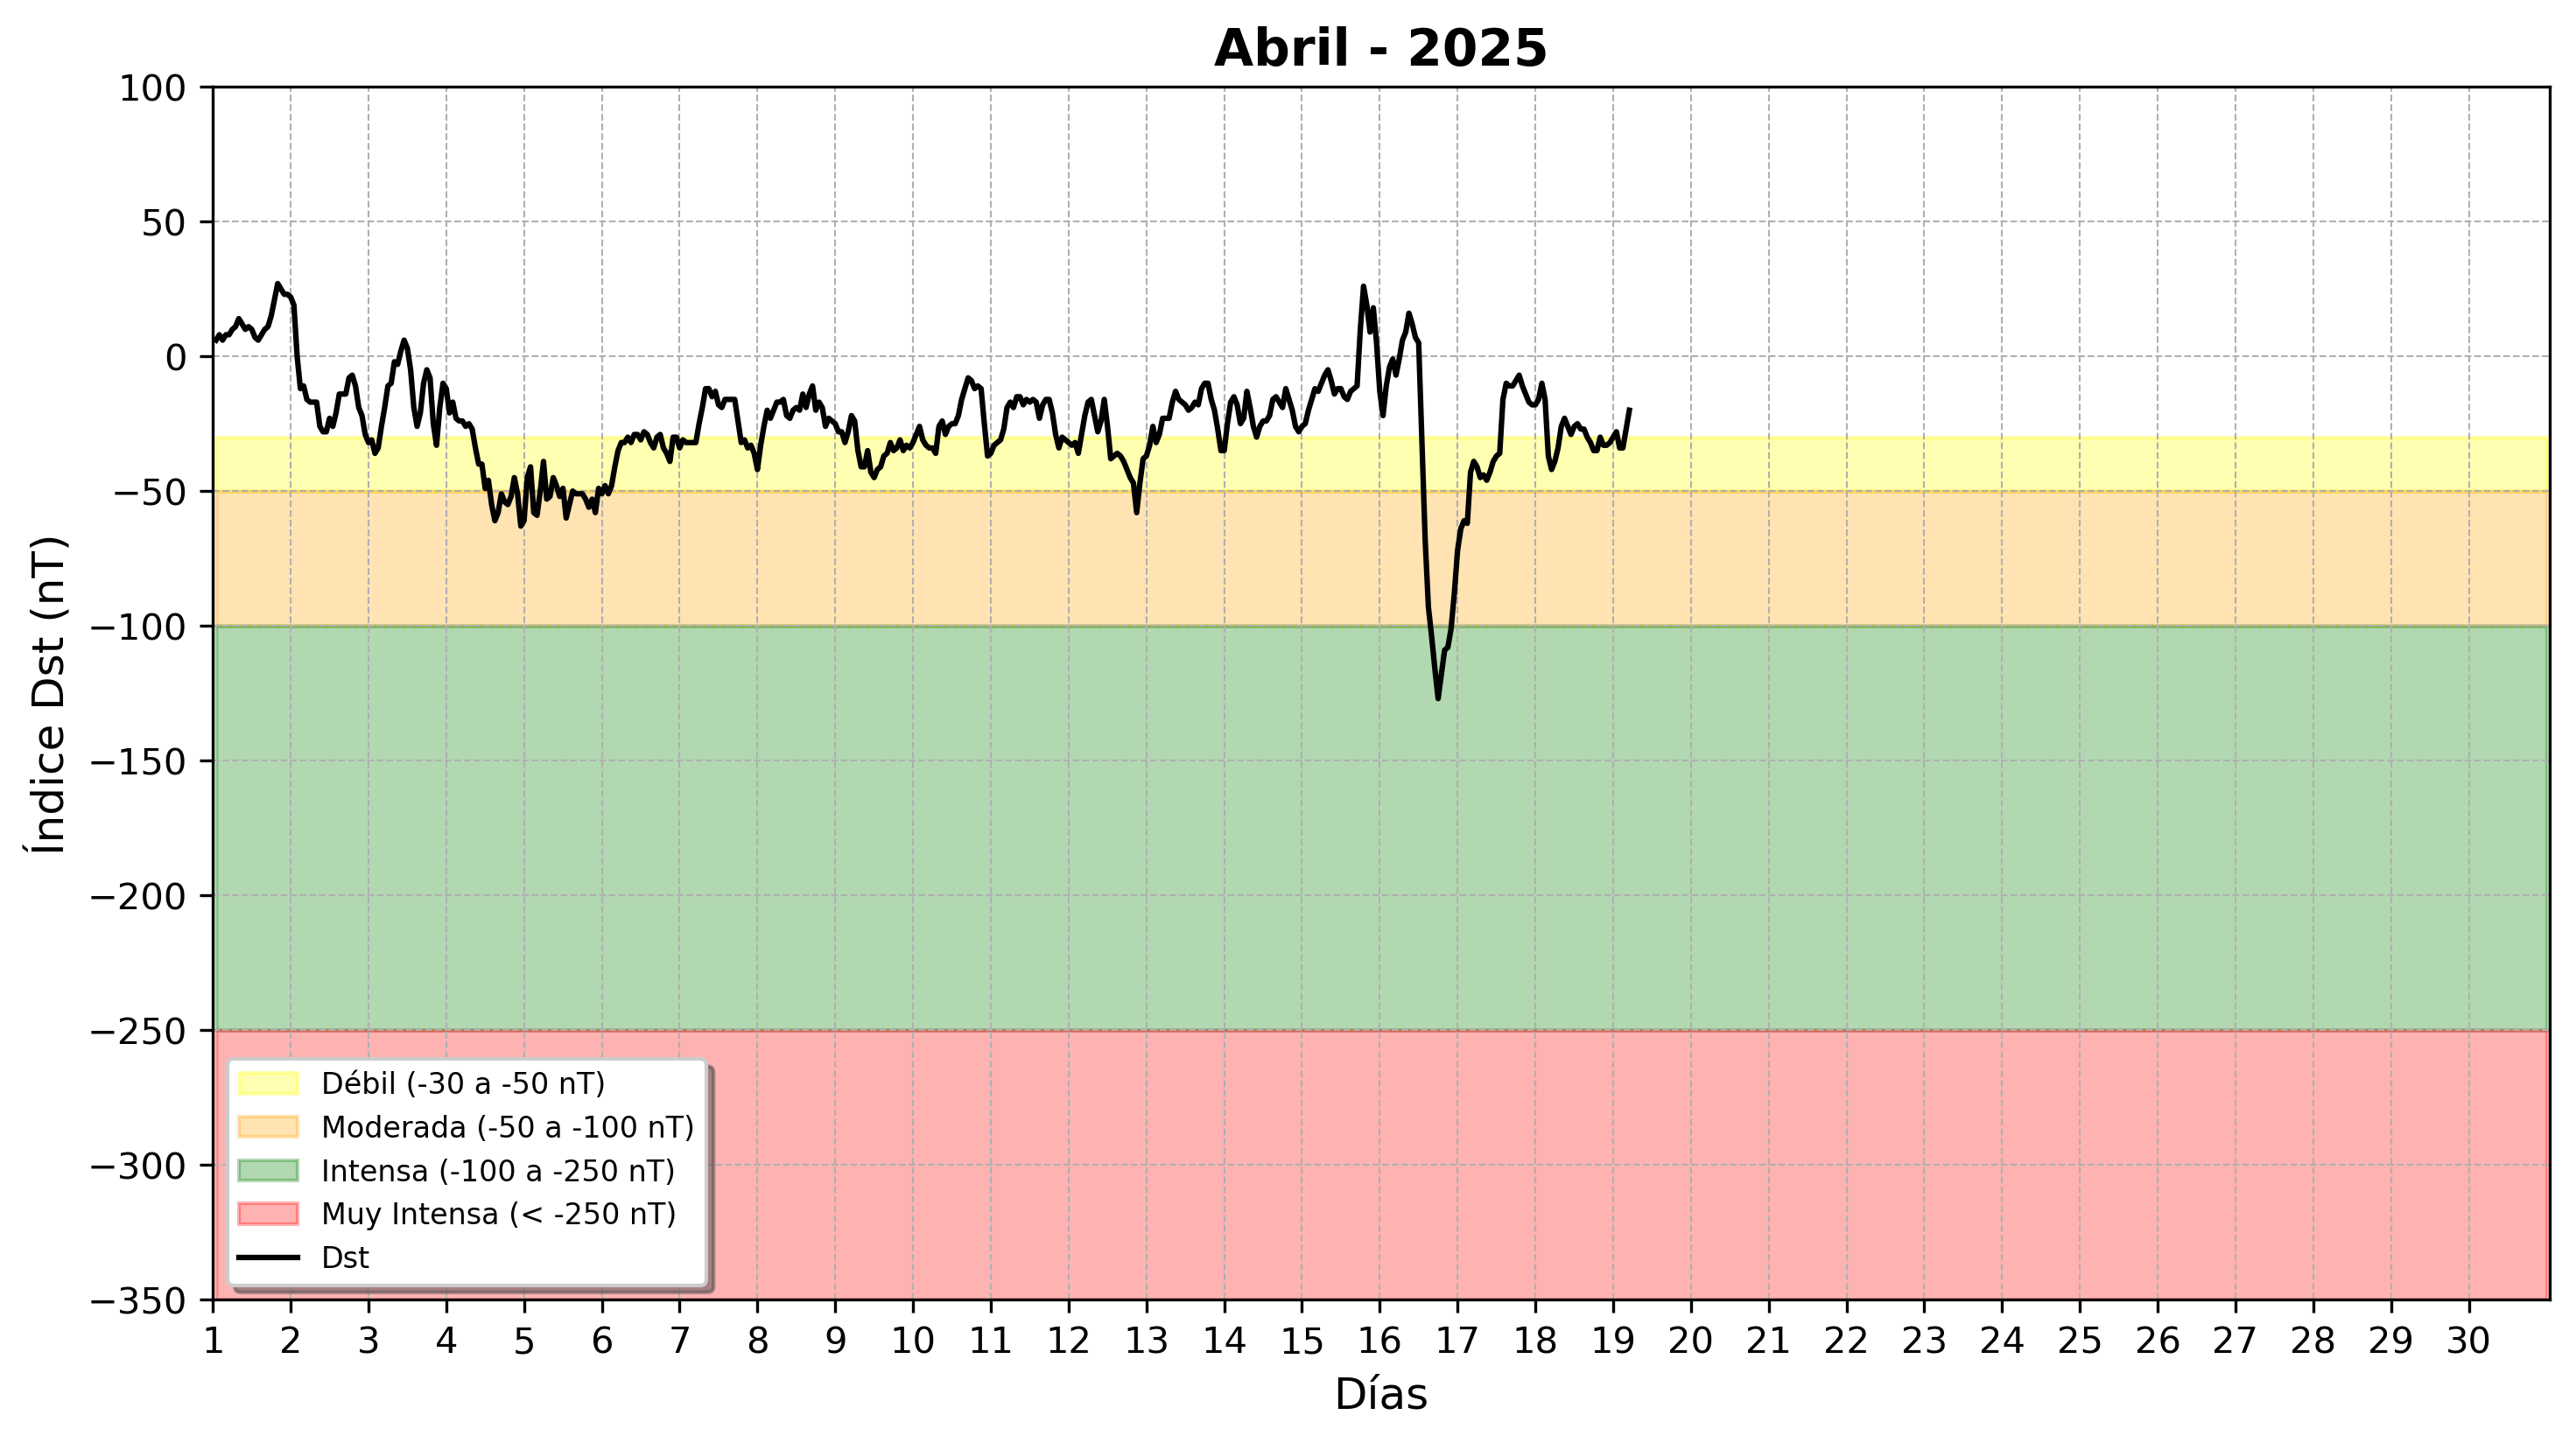 Abril - 2025
Índice Dst (nT)
100
50
0
−50
−100
−150
−200
−250
−300
−350
Débil (-30 a -50 nT)
Moderada (-50 a -100 nT)
Intensa (-100 a -250 nT)
Muy Intensa (< -250 nT)
Dst
1 2 3 4 5 6 7 8 9 10 11 12 13 14 15 16 17 18 19 20 21 22 23 24 25 26 27 28 29 30
Días